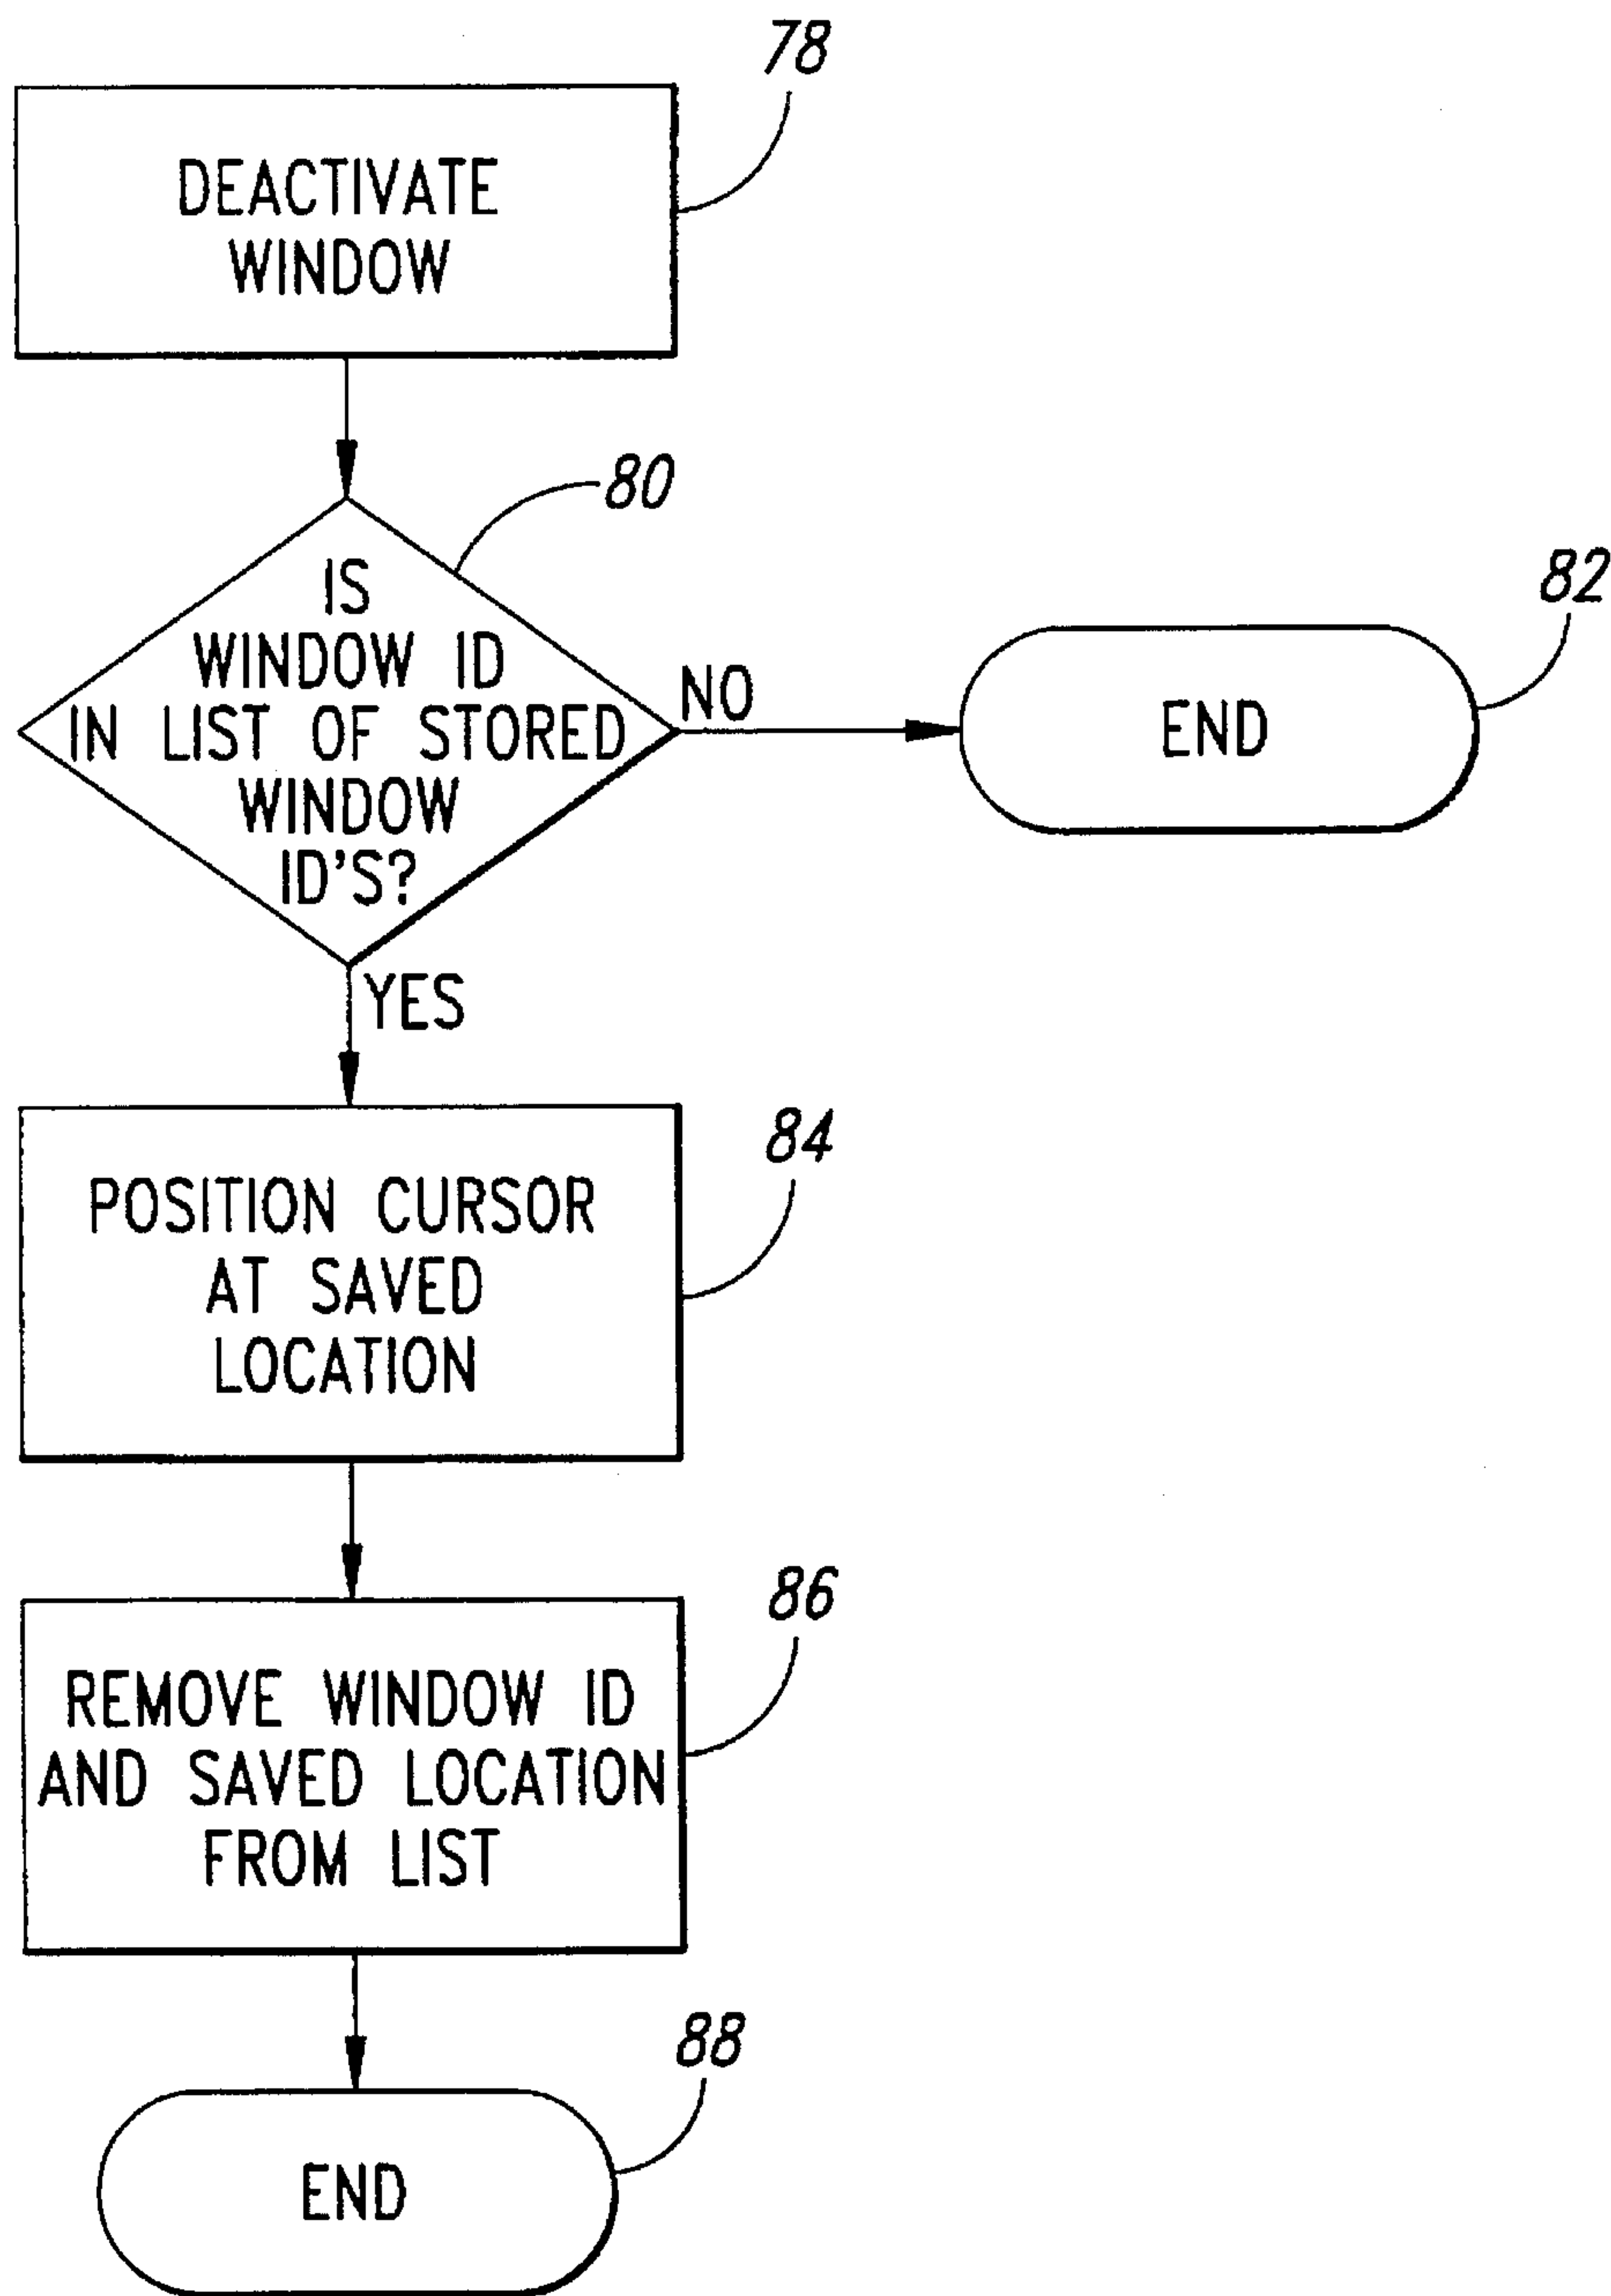 78
DEACTIVATE
WINDOW
80
IS
WINDOW ID
IN LIST OF STORED
WINDOW
ID'S?
NO
82
END
YES
84
POSITION CURSOR
AT SAVED
LOCATION
86
REMOVE WINDOW ID
AND SAVED LOCATION
FROM LIST
88
END